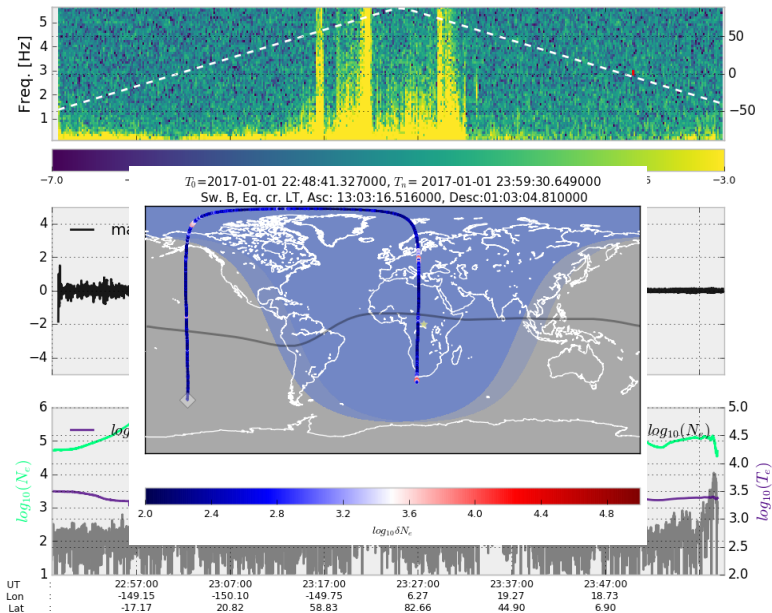 5
4
3
2
1
Freq. [Hz]
50
0
−50
−7.0
−3.0
T₀=2017-01-01 22:48:41.327000, Tₙ= 2017-01-01 23:59:30.649000
Sw. B, Eq. cr. LT, Asc: 13:03:16.516000, Desc:01:03:04.810000
4
2
0
−2
−4
6
5
4
3
2
1
log₁₀(Nₑ)
log₁₀(Nₑ)
5.0
4.5
4.0
3.5
3.0
2.5
2.0
log₁₀(Tₑ)
2.0 2.4 2.8 3.2 3.6 4.0 4.4 4.8
log₁₀δNₑ
UT : 22:57:00 23:07:00 23:17:00 23:27:00 23:37:00 23:47:00
Lon : -149.15 -150.10 -149.75 6.27 19.27 18.73
Lat : -17.17 20.82 58.83 82.66 44.90 6.90